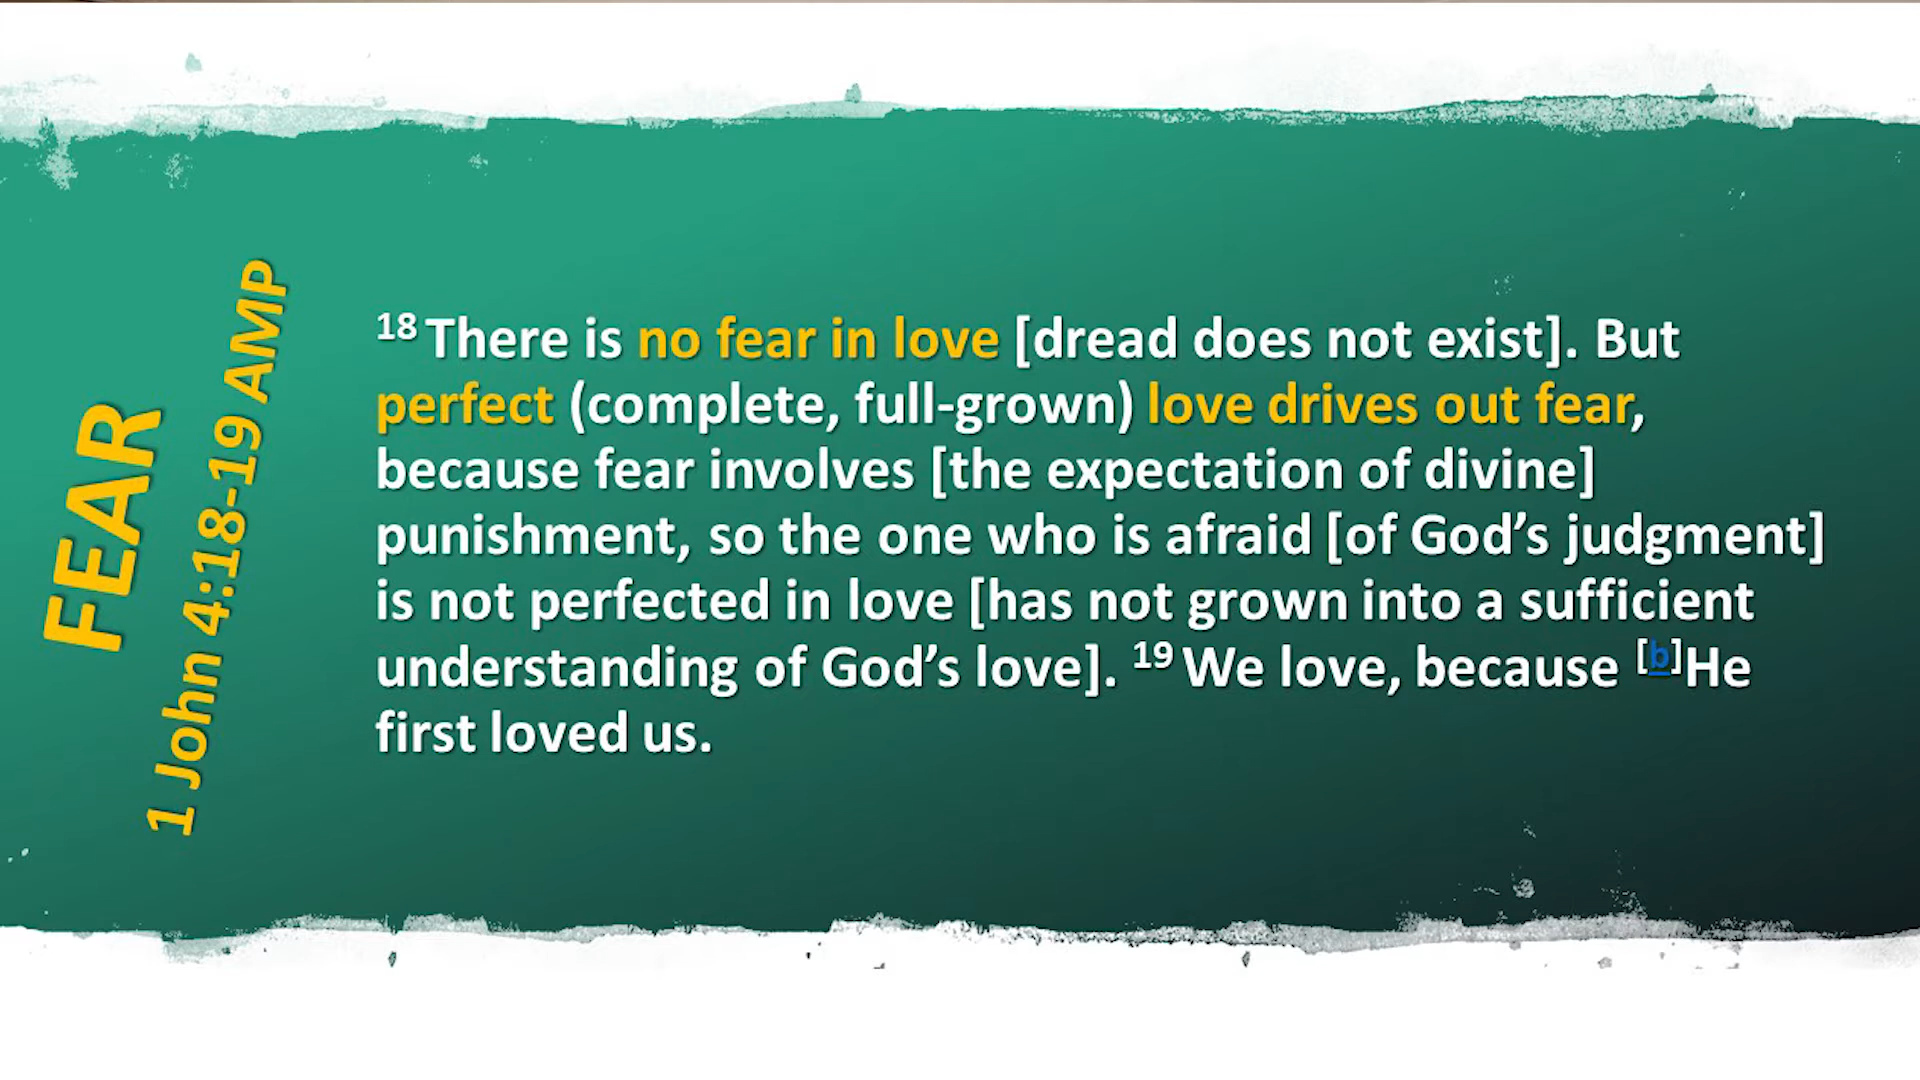 FEAR
1 John 4:18-19 AMP
18 There is no fear in love [dread does not exist]. But
perfect (complete, full-grown) love drives out fear,
because fear involves [the expectation of divine]
punishment, so the one who is afraid [of God’s judgment]
is not perfected in love [has not grown into a sufficient
understanding of God’s love]. 19 We love, because [b]He
first loved us.